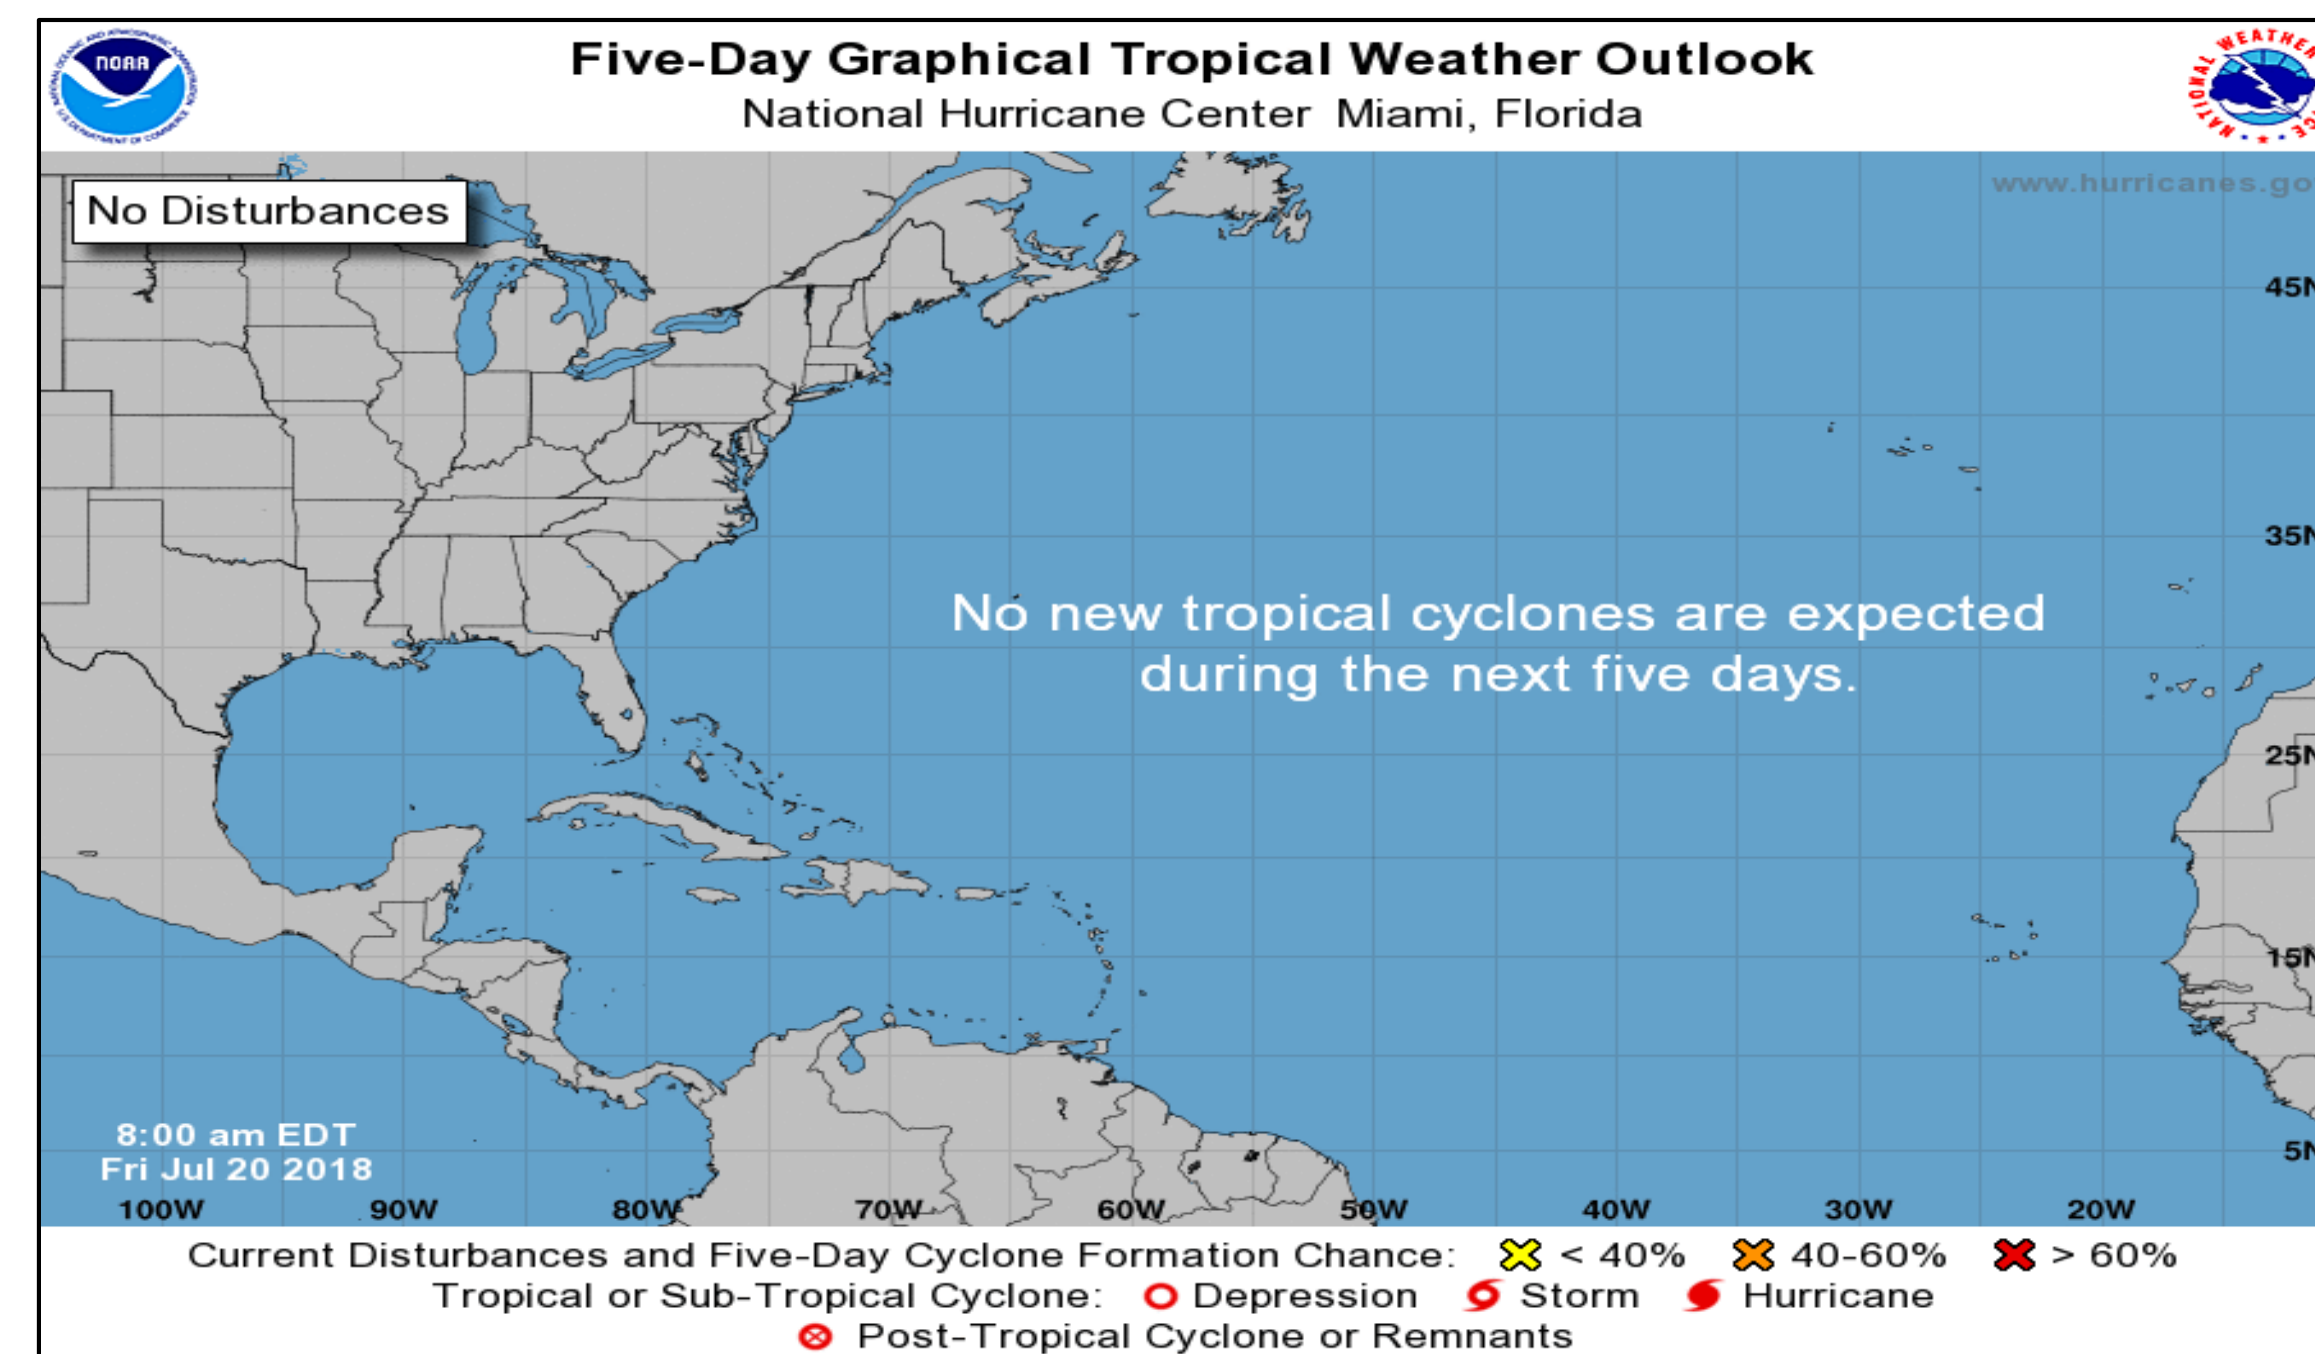 NOAA
Five-Day Graphical Tropical Weather Outlook
National Hurricane Center Miami, Florida
NATIONAL WEATHER
No Disturbances
www.hurricanes.go
45N
35N
No new tropical cyclones are expected
during the next five days.
25N
15N
8:00 am EDT
Fri Jul 20 2018
5N
100W 90W 80W 70W 60W 50W 40W 30W 20W
Current Disturbances and Five-Day Cyclone Formation Chance: < 40% 40-60% > 60%
Tropical or Sub-Tropical Cyclone: Depression Storm Hurricane
Post-Tropical Cyclone or Remnants